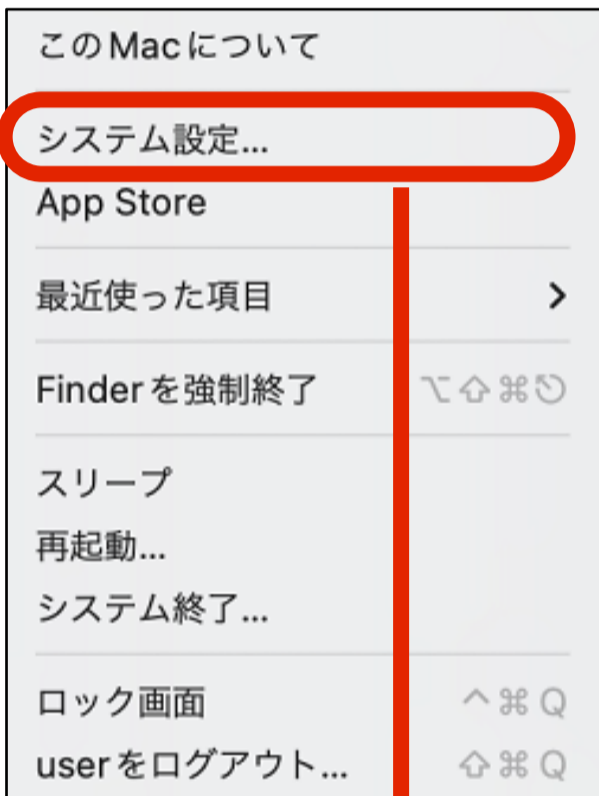 このMacについて
システム設定...
App Store
最近使った項目 >
Finderを強制終了 ⌥⇧⌘⎋
スリープ
再起動...
システム終了...
ロック画面 ^⌘Q
userをログアウト... ⇧⌘Q